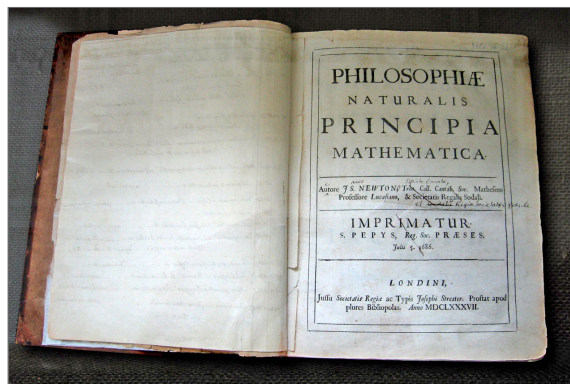 PHILOSOPHIÆ
NATURALIS
PRINCIPIA
MATHEMATICA.
Autore JS. NEWTON, Trin. Coll. Cantab. Soc. Matheseos
Professore Lucasiano, & Societatis Regalis Sodali.
IMPRIMATUR.
S. PEPYS, Reg. Soc. PRÆSES.
Julii 5. 1686.
LONDINI,
Jussu Societatis Regiæ ac Typis Josephi Streater. Prostat apud
plures Bibliopolas. Anno MDCLXXXVII.